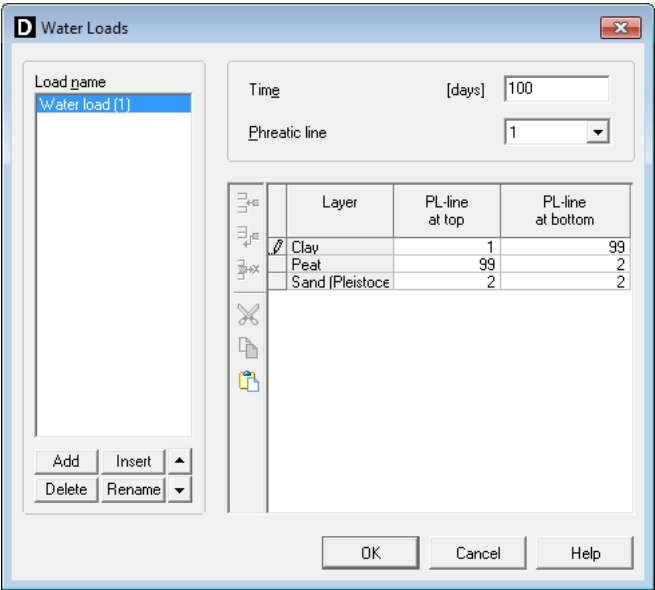 D Water Loads
Load name
Water load (1)
Add Insert
Delete Rename
Time [days] 100
Phreatic line 1
Layer PL-line at top PL-line at bottom
Clay 1 99
Peat 99 2
Sand (Pleistoce 2 2
OK Cancel Help